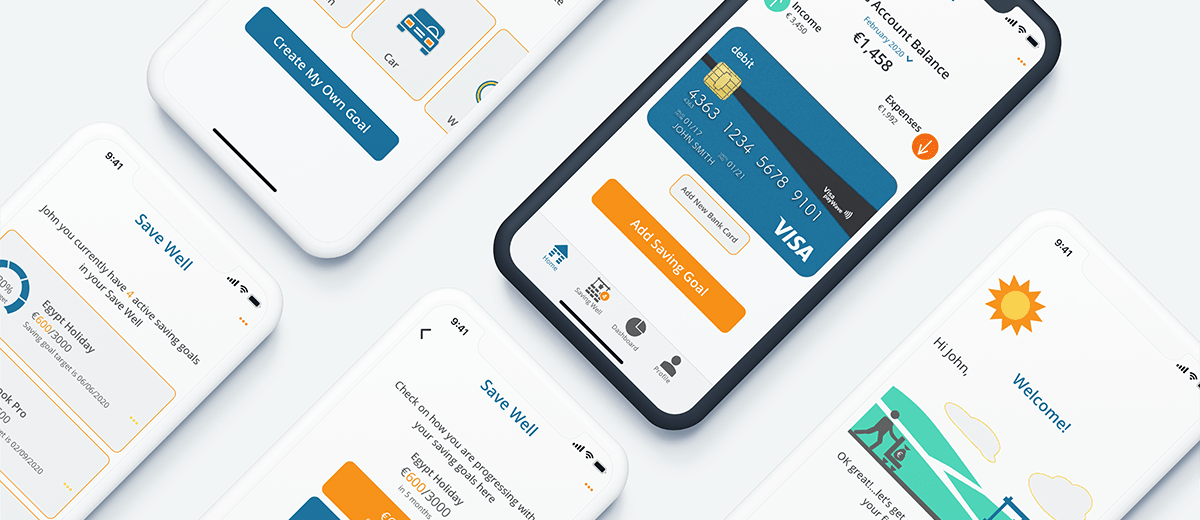 Car
W
Create My Own Goal
9:41
Save Well
John you currently have 4 active saving goals
in your Save Well
Egypt Holiday
€600/3000
Saving goal target is 06/06/2020
ook Pro
is 02/09/2020
9:41
Save Well
Check on how you are progressing with
your saving goals here
Egypt Holiday
€600/3000
in 5 months
Account Balance
February 2020
€1,458
Income
€3,450
Expenses
€1,992
debit
4363 1234 5678 9101
4363
01/17
01/21
JOHN SMITH
Visa
payWave
VISA
Add New Bank Card
Add Saving Goal
Home
Saving Well
4
Dashboard
Profile
9:41
Hi John,
Welcome!
€
OK great!....let's get
your f